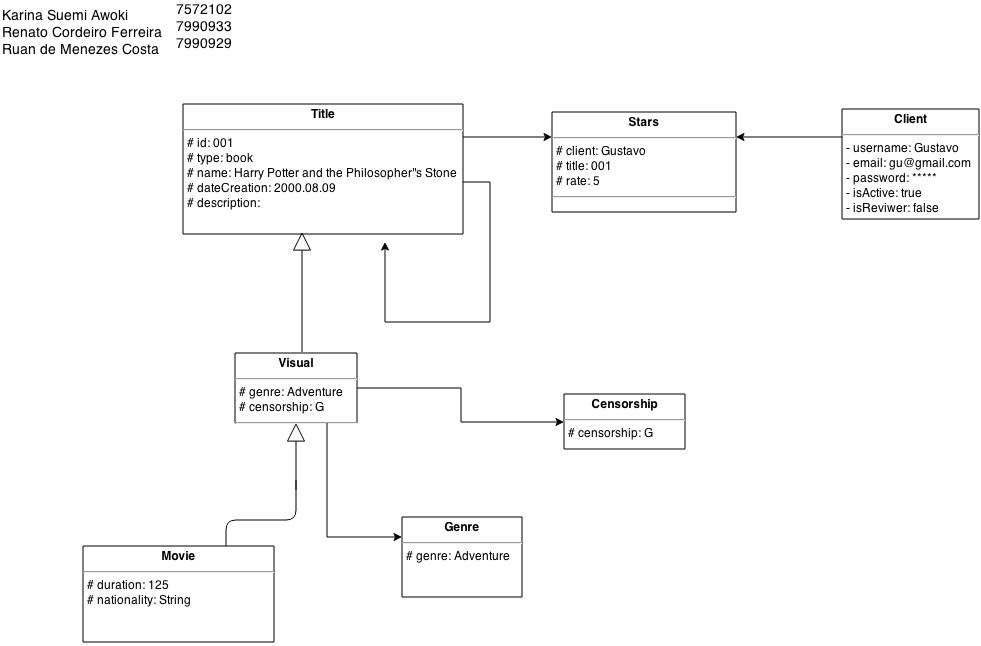 Karina Suemi Awoki 7572102
Renato Cordeiro Ferreira 7990933
Ruan de Menezes Costa 7990929
Title
# id: 001
# type: book
# name: Harry Potter and the Philosopher"s Stone
# dateCreation: 2000.08.09
# description:
Stars
# client: Gustavo
# title: 001
# rate: 5
Client
- username: Gustavo
- email: gu@gmail.com
- password: *****
- isActive: true
- isReviwer: false
Visual
# genre: Adventure
# censorship: G
Censorship
# censorship: G
Genre
# genre: Adventure
Movie
# duration: 125
# nationality: String